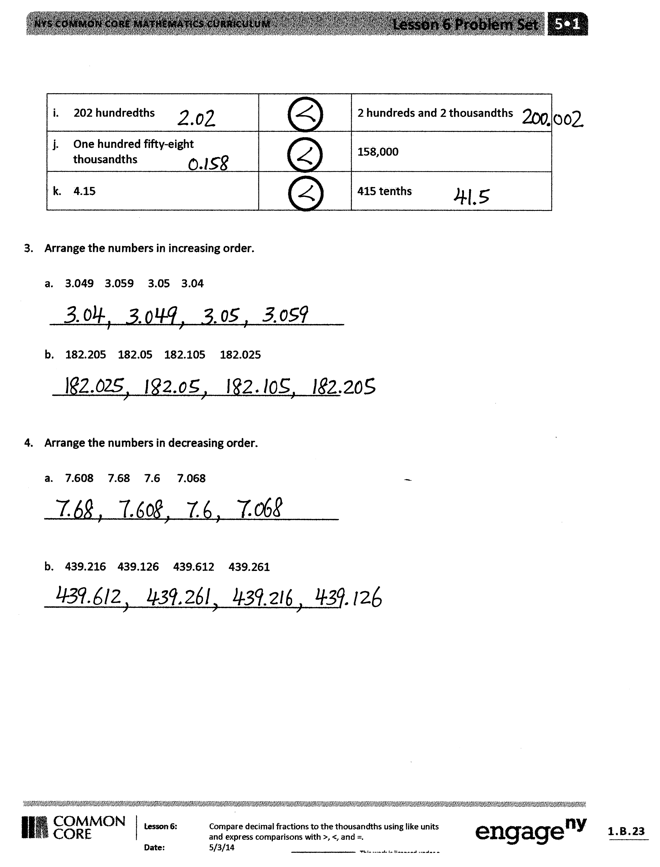 NYS COMMON CORE MATHEMATICS CURRICULUM Lesson 6 Problem Set 5•1
i. 202 hundredths 2.02 < 2 hundreds and 2 thousandths 200.002
j. One hundred fifty-eight
thousandths 0.158 < 158,000
k. 4.15 < 415 tenths 41.5
3. Arrange the numbers in increasing order.
a. 3.049 3.059 3.05 3.04
3.04, 3.049, 3.05, 3.059
b. 182.205 182.05 182.105 182.025
182.025, 182.05, 182.105, 182.205
4. Arrange the numbers in decreasing order.
a. 7.608 7.68 7.6 7.068
7.68, 7.608, 7.6, 7.068
b. 439.216 439.126 439.612 439.261
439.612, 439.261, 439.216, 439.126
COMMON
CORE
Lesson 6: Compare decimal fractions to the thousandths using like units
and express comparisons with >, <, and =.
Date: 5/3/14
engage ny
1.B.23